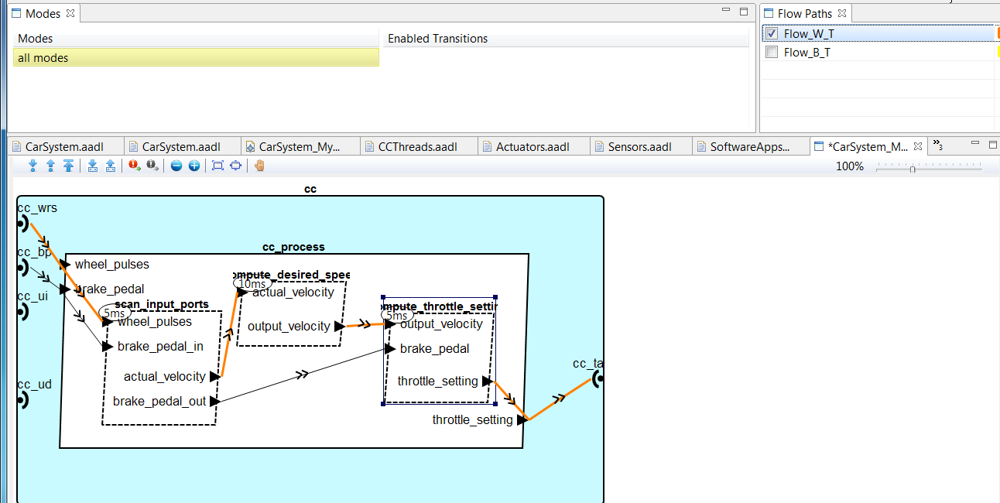 Modes
Flow Paths
Modes
Enabled Transitions
all modes
Flow_W_T
Flow_B_T
CarSystem.aadl
CarSystem.aadl
CarSystem_My...
CCThreads.aadl
Actuators.aadl
Sensors.aadl
SoftwareApps...
*CarSystem_M...
3
100%
cc
cc_wrs
cc_bp
cc_ui
cc_ud
cc_process
wheel_pulses
brake_pedal
scan_input_ports
5ms
wheel_pulses
brake_pedal_in
actual_velocity
brake_pedal_out
ompute_desired_spee
10ms
actual_velocity
output_velocity
mpute_throttle_settin
5ms
output_velocity
brake_pedal
throttle_setting
throttle_setting
cc_ta